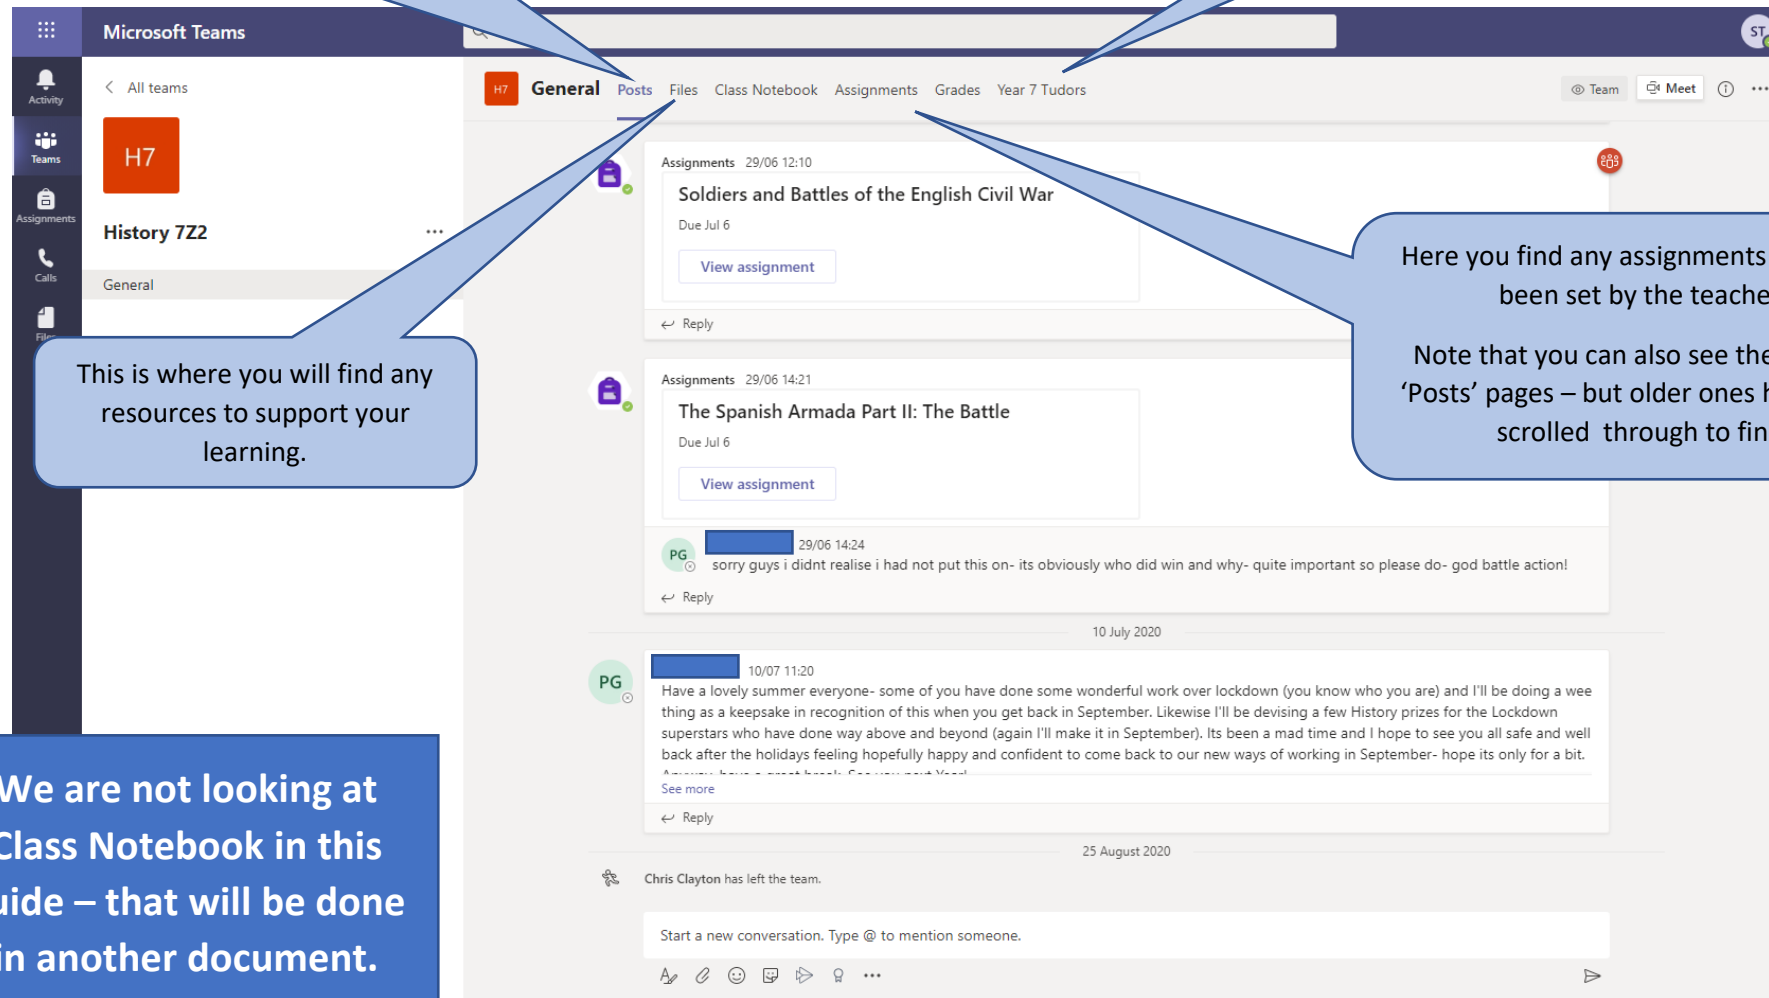 Microsoft Teams
ST
Activity
Teams
Assignments
Calls
Files
All teams
H7
History 7Z2
...
General
H7 General Posts Files Class Notebook Assignments Grades Year 7 Tudors
Team Meet ...
Assignments 29/06 12:10
Soldiers and Battles of the English Civil War
Due Jul 6
View assignment
Reply
Assignments 29/06 14:21
The Spanish Armada Part II: The Battle
Due Jul 6
View assignment
PG 29/06 14:24
sorry guys i didnt realise i had not put this on- its obviously who did win and why- quite important so please do- god battle action!
Reply
10 July 2020
PG 10/07 11:20
Have a lovely summer everyone- some of you have done some wonderful work over lockdown (you know who you are) and I'll be doing a wee
thing as a keepsake in recognition of this when you get back in September. Likewise I'll be devising a few History prizes for the Lockdown
superstars who have done way above and beyond (again I'll make it in September). Its been a mad time and I hope to see you all safe and well
back after the holidays feeling hopefully happy and confident to come back to our new ways of working in September- hope its only for a bit.
See more
Reply
25 August 2020
Chris Clayton has left the team.
Start a new conversation. Type @ to mention someone.
This is where you will find any
resources to support your
learning.
Here you find any assignments
been set by the teache
Note that you can also see the
‘Posts’ pages – but older ones h
scrolled through to fin
We are not looking at
Class Notebook in this
uide – that will be done
in another document.